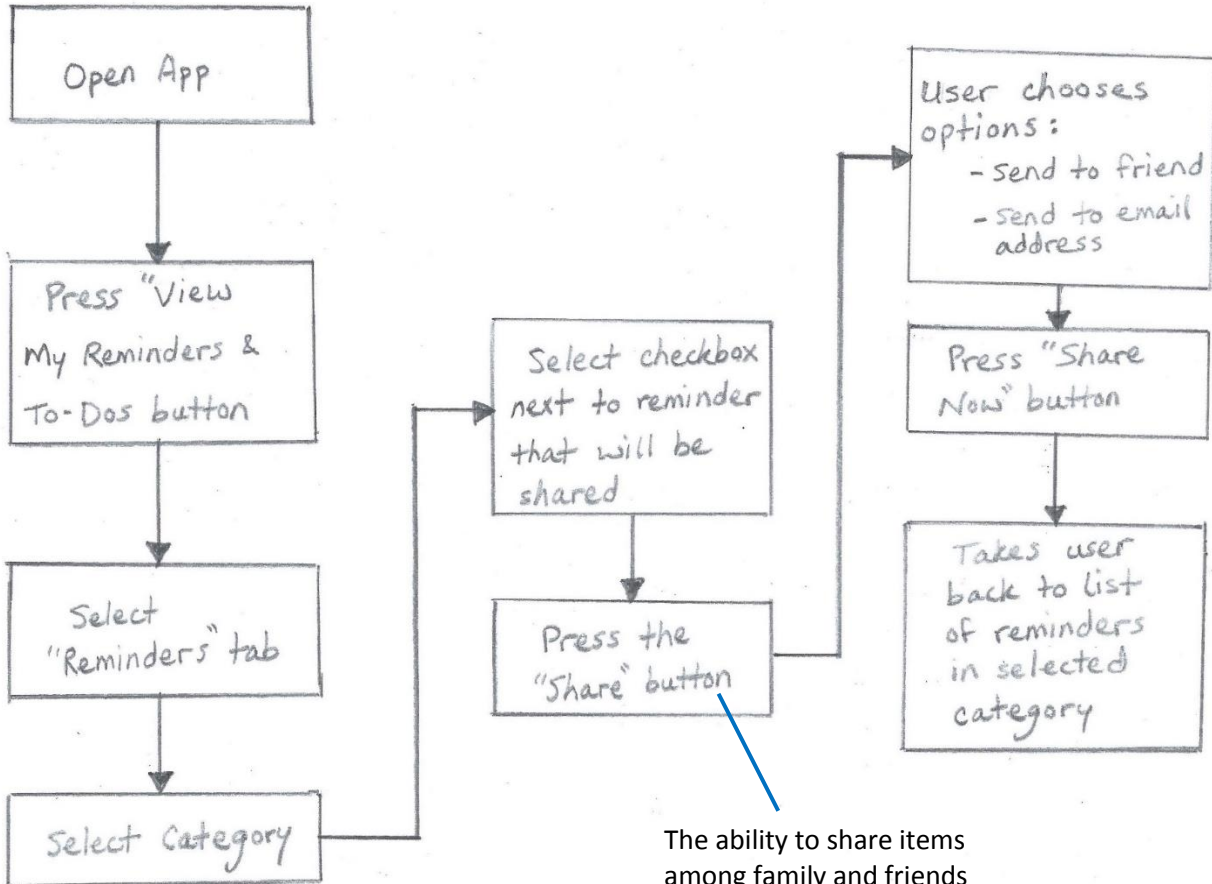 Open App
Press "View
My Reminders &
To-Dos button
Select
"Reminders" tab
Select Category
Select checkbox
next to reminder
that will be
shared
Press the
"Share" button
User chooses
options:
- send to friend
- send to email
address
Press "Share
Now" button
Takes user
back to list
of reminders
in selected
category
The ability to share items
among family and friends